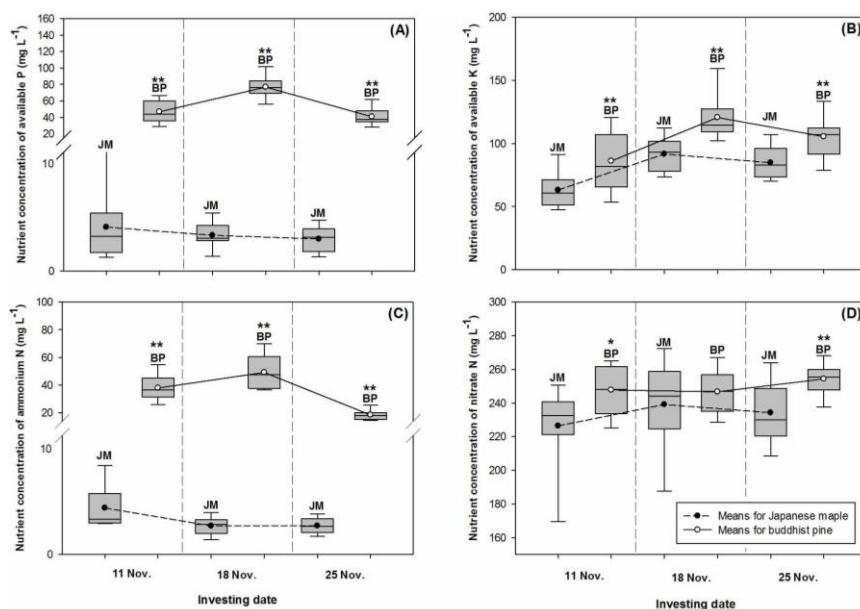 (A)
Nutrient concentration of available P (mg L⁻¹)
160
140
120
100
80
60
40
20
10
0
JM
**
BP
JM
**
BP
JM
**
BP
(B)
Nutrient concentration of available K (mg L⁻¹)
200
150
100
50
0
JM
**
BP
JM
**
BP
JM
**
BP
(C)
Nutrient concentration of ammonium N (mg L⁻¹)
100
80
60
40
20
10
0
JM
**
BP
JM
**
BP
JM
**
BP
11 Nov.
18 Nov.
25 Nov.
Investing date
(D)
Nutrient concentration of nitrate N (mg L⁻¹)
300
280
260
240
220
200
180
160
JM
*
BP
JM
BP
JM
**
BP
Means for Japanese maple
Means for buddhist pine
11 Nov.
18 Nov.
25 Nov.
Investing date